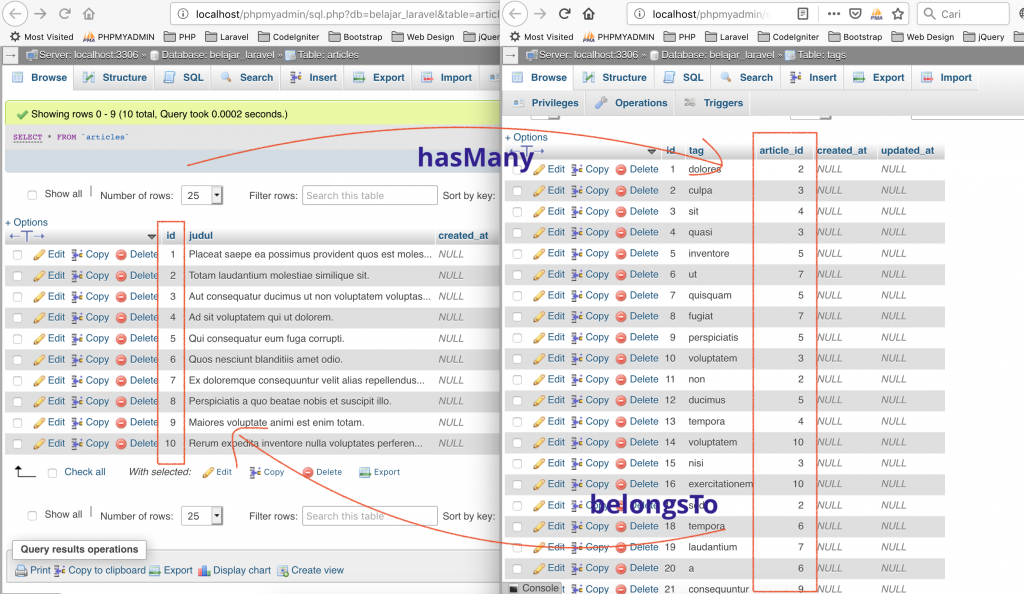 localhost/phpmyadmin/sql.php?db=belajar_laravel&table=artic
Most Visited PHPMYADMIN PHP Laravel CodeIgniter Bootstrap Web Design jQue
Server: localhost:3306 » Database: belajar_laravel » Table: articles
Browse Structure SQL Search Insert Export Import
Showing rows 0 - 9 (10 total, Query took 0.0002 seconds.)
SELECT * FROM `articles`
Show all Number of rows: 25 Filter rows: Search this table Sort by key:
+ Options
id judul created_at
Edit Copy Delete 1 Placeat saepe ea possimus provident quos est moles... NULL
Edit Copy Delete 2 Totam laudantium molestiae similique sit. NULL
Edit Copy Delete 3 Aut consequatur ducimus ut non voluptatem voluptas... NULL
Edit Copy Delete 4 Ad sit voluptatem qui ut dolorem. NULL
Edit Copy Delete 5 Qui consequatur eum fuga corrupti. NULL
Edit Copy Delete 6 Quos nesciunt blanditiis amet odio. NULL
Edit Copy Delete 7 Ex doloremque consequuntur velit alias repellendus... NULL
Edit Copy Delete 8 Perspiciatis a quo beatae nobis et suscipit illo. NULL
Edit Copy Delete 9 Maiores voluptate animi est enim totam. NULL
Edit Copy Delete 10 Rerum expedita inventore nulla voluptates perferen... NULL
Check all With selected: Edit Copy Delete Export
Show all Number of rows: 25 Filter rows: Search this table Sort by key:
Query results operations
Print Copy to clipboard Export Display chart Create view
hasMany
belongsTo
localhost/phpmyadmin/s
Cari
Most Visited PHPMYADMIN PHP Laravel CodeIgniter Bootstrap Web Design jQuery
Server: localhost:3306 » Database: belajar_laravel » Table: tags
Browse Structure SQL Search Insert Export Import
Privileges Operations Triggers
+ Options
id tag article_id created_at updated_at
Edit Copy Delete 1 dolores 2 NULL NULL
Edit Copy Delete 2 culpa 3 NULL NULL
Edit Copy Delete 3 sit 4 NULL NULL
Edit Copy Delete 4 quasi 3 NULL NULL
Edit Copy Delete 5 inventore 5 NULL NULL
Edit Copy Delete 6 ut 7 NULL NULL
Edit Copy Delete 7 quisquam 5 NULL NULL
Edit Copy Delete 8 fugiat 7 NULL NULL
Edit Copy Delete 9 perspiciatis 5 NULL NULL
Edit Copy Delete 10 voluptatem 3 NULL NULL
Edit Copy Delete 11 non 2 NULL NULL
Edit Copy Delete 12 ducimus 5 NULL NULL
Edit Copy Delete 13 tempora 4 NULL NULL
Edit Copy Delete 14 voluptatem 10 NULL NULL
Edit Copy Delete 15 nisi 3 NULL NULL
Edit Copy Delete 16 exercitationem 10 NULL NULL
Edit Copy 2 NULL NULL
Edit Copy Delete 18 tempora 6 NULL NULL
Edit Copy Delete 19 laudantium 7 NULL NULL
Edit Copy Delete 20 a 6 NULL NULL
Console Copy Delete 21 consequuntur 9 NULL NULL